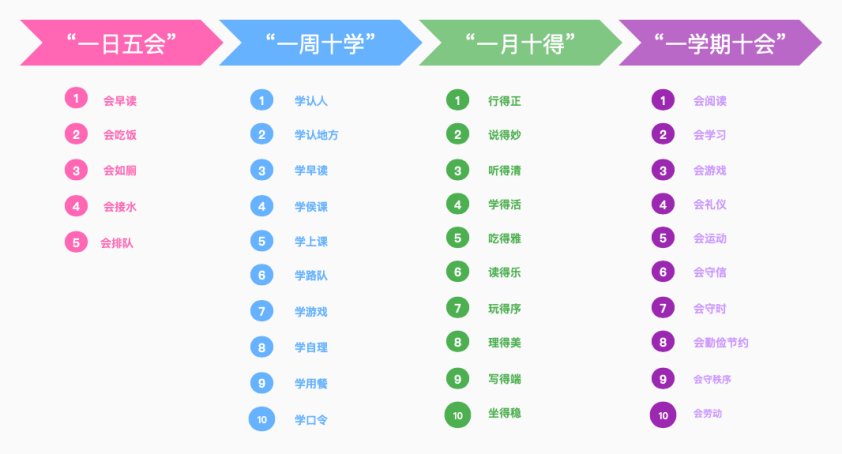 “一日五会”
1 会早读
2 会吃饭
3 会如厕
4 会接水
5 会排队
“一周十学”
1 学认人
2 学认地方
3 学早读
4 学侯课
5 学上课
6 学路队
7 学游戏
8 学自理
9 学用餐
10 学口令
“一月十得”
1 行得正
2 说得妙
3 听得清
4 学得活
5 吃得雅
6 读得乐
7 玩得序
8 理得美
9 写得端
10 坐得稳
“一学期十会”
1 会阅读
2 会学习
3 会游戏
4 会礼仪
5 会运动
6 会守信
7 会守时
8 会勤俭节约
9 会守秩序
10 会劳动